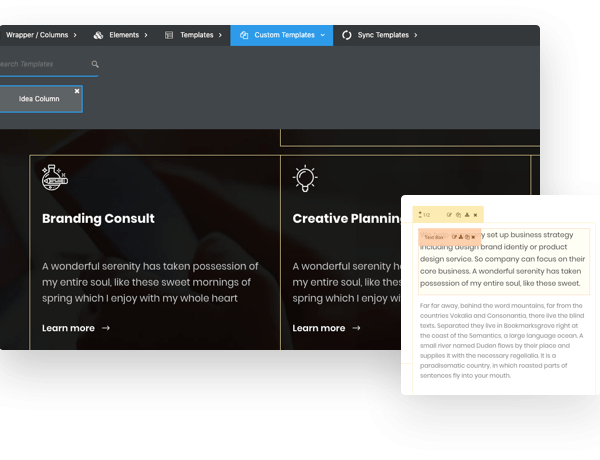 Wrapper / Columns
Elements
Templates
Custom Templates
Sync Templates
earch Templates
Idea Column
Branding Consult
A wonderful serenity has taken possession of
my entire soul, like these sweet mornings of
spring which I enjoy with my whole heart
Learn more →
Creative Plannin
A wonderful serenity has
my entire soul, like these
spring which I enjoy with
Learn more →
1/2
Text Box
y set up business strategy
including design brand identiy or product
design service. So company can focus on their
core business. A wonderful serenity has taken
possession of my entire soul, like these sweet.
Far far away, behind the word mountains, far from the
countries Vokalia and Consonantia, there live the blind
texts. Separated they live in Bookmarksgrove right at
the coast of the Semantics, a large language ocean. A
small river named Duden flows by their place and
supplies it with the necessary regelialia. It is a
paradisematic country, in which roasted parts of
sentences fly into your mouth.